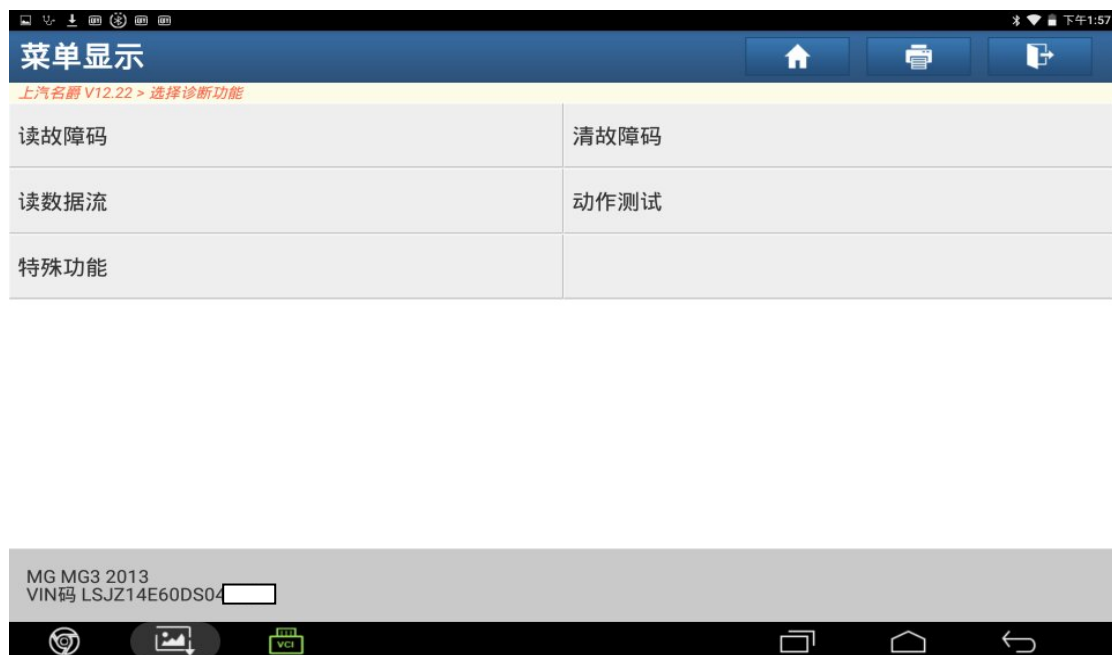 下午1:57
菜单显示
上汽名爵 V12.22 > 选择诊断功能
读故障码 清故障码
读数据流 动作测试
特殊功能
MG MG3 2013
VIN码 LSJZ14E60DS04
VCI